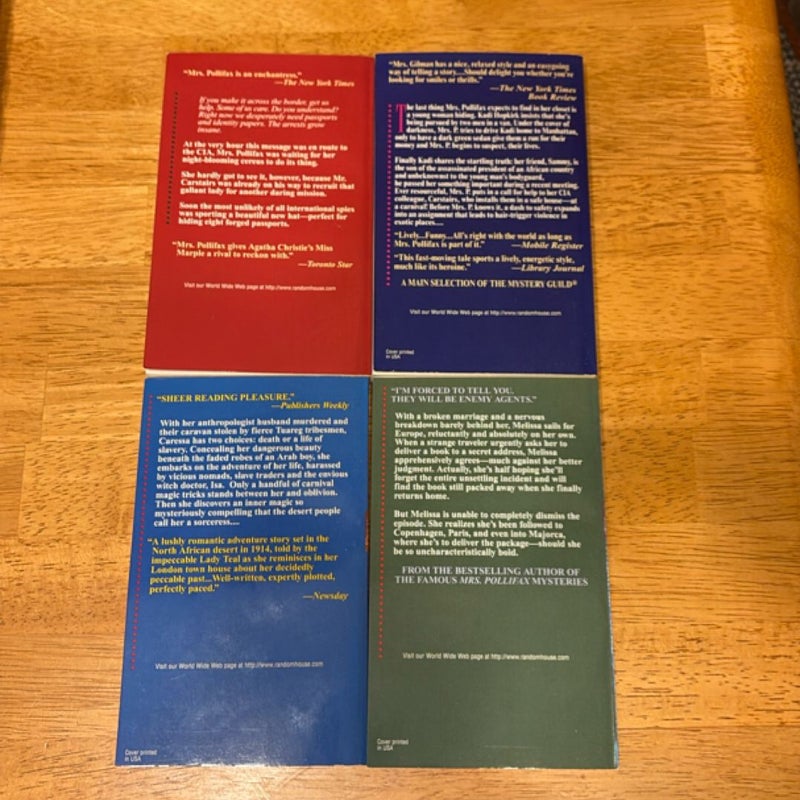 "Mrs. Pollifax is an enchantress."
—The New York Times
If you make it across the border, get us
help. Some of us care. Do you understand?
Right now we desperately need passports
and identity papers. The arrests grow
insane.
At the very hour this message was en route to
the CIA, Mrs. Pollifax was waiting for her
night-blooming cereus to do its thing.
She hardly got to see it, however, because Mr.
Carstairs was already on his way to recruit that
gallant lady for another daring mission.
Soon the most unlikely of all international spies
was sporting a beautiful new hat—perfect for
hiding eight forged passports.
"Mrs. Pollifax gives Agatha Christie's Miss
Marple a rival to reckon with."
—Toronto Star
Visit our World Wide Web page at http://www.randomhouse.com
"Mrs. Gilman has a nice, relaxed style and an easygoing
way of telling a story....Should delight you whether you're
looking for smiles or thrills."
—The New York Times
Book Review
The last thing Mrs. Pollifax expects to find in her closet is
a young woman hiding. Kadi Hopkirk insists that she's
being pursued by two men in a van. Under the cover of
darkness, Mrs. P. tries to drive Kadi home to Manhattan,
only to have a dark green sedan give them a run for their
money and Mrs. P. begins to suspect, their lives.
Finally Kadi shares the startling truth: her friend, Sammy, is
the son of the assassinated president of an African country
and unbeknownst to the young man's bodyguard,
he passed her something important during a recent meeting.
Ever resourceful, Mrs. P. puts in a call for help to her CIA
colleague, Carstairs, who installs them in a safe house—at
a carnival! Before Mrs. P. knows it, a dash to safety expands
into an assignment that leads to hair-trigger violence in
exotic places....
"Lively...Funny...All's right with the world as long as
Mrs. Pollifax is part of it." —Mobile Register
"This fast-moving tale sports a lively, energetic style,
much like its heroine." —Library Journal
A MAIN SELECTION OF THE MYSTERY GUILD®
Visit our World Wide Web page at http://www.randomhouse.com
Cover printed
in USA
"SHEER READING PLEASURE."
—Publishers Weekly
With her anthropologist husband murdered and
their caravan stolen by fierce Tuareg tribesmen,
Caressa has two choices: death or a life of
slavery. Concealing her dangerous beauty
beneath the faded robes of an Arab boy, she
embarks on the adventure of her life, harassed
by vicious nomads, slave traders and the envious
witch doctor, Isa. Only a handful of carnival
magic tricks stands between her and oblivion.
Then she discovers an inner magic so
mysteriously compelling that the desert people
call her a sorceress....
"A lushly romantic adventure story set in the
North African desert in 1914, told by the
impeccable Lady Teal as she reminisces in her
London town house about her decidedly
peccable past...Well-written, expertly plotted,
perfectly paced."
—Newsday
Visit our World Wide Web page at http://www.randomhouse.com
Cover printed
in USA
"I'M FORCED TO TELL YOU.
THEY WILL BE ENEMY AGENTS."
With a broken marriage and a nervous
breakdown barely behind her, Melissa sails for
Europe, reluctantly and absolutely on her own.
When a strange traveler urgently asks her to
deliver a book to a secret address, Melissa
apprehensively agrees—much against her better
judgment. Actually, she's half hoping she'll
forget the entire unsettling incident and will
find the book still packed away when she finally
returns home.
But Melissa is unable to completely dismiss the
episode. She realizes she's been followed to
Copenhagen, Paris, and even into Majorca,
where she's to deliver the package—should she
be so uncharacteristically bold.
FROM THE BESTSELLING AUTHOR OF
THE FAMOUS MRS. POLLIFAX MYSTERIES
Visit our World Wide Web page at http://www.randomhouse.com
Cover printed
in USA